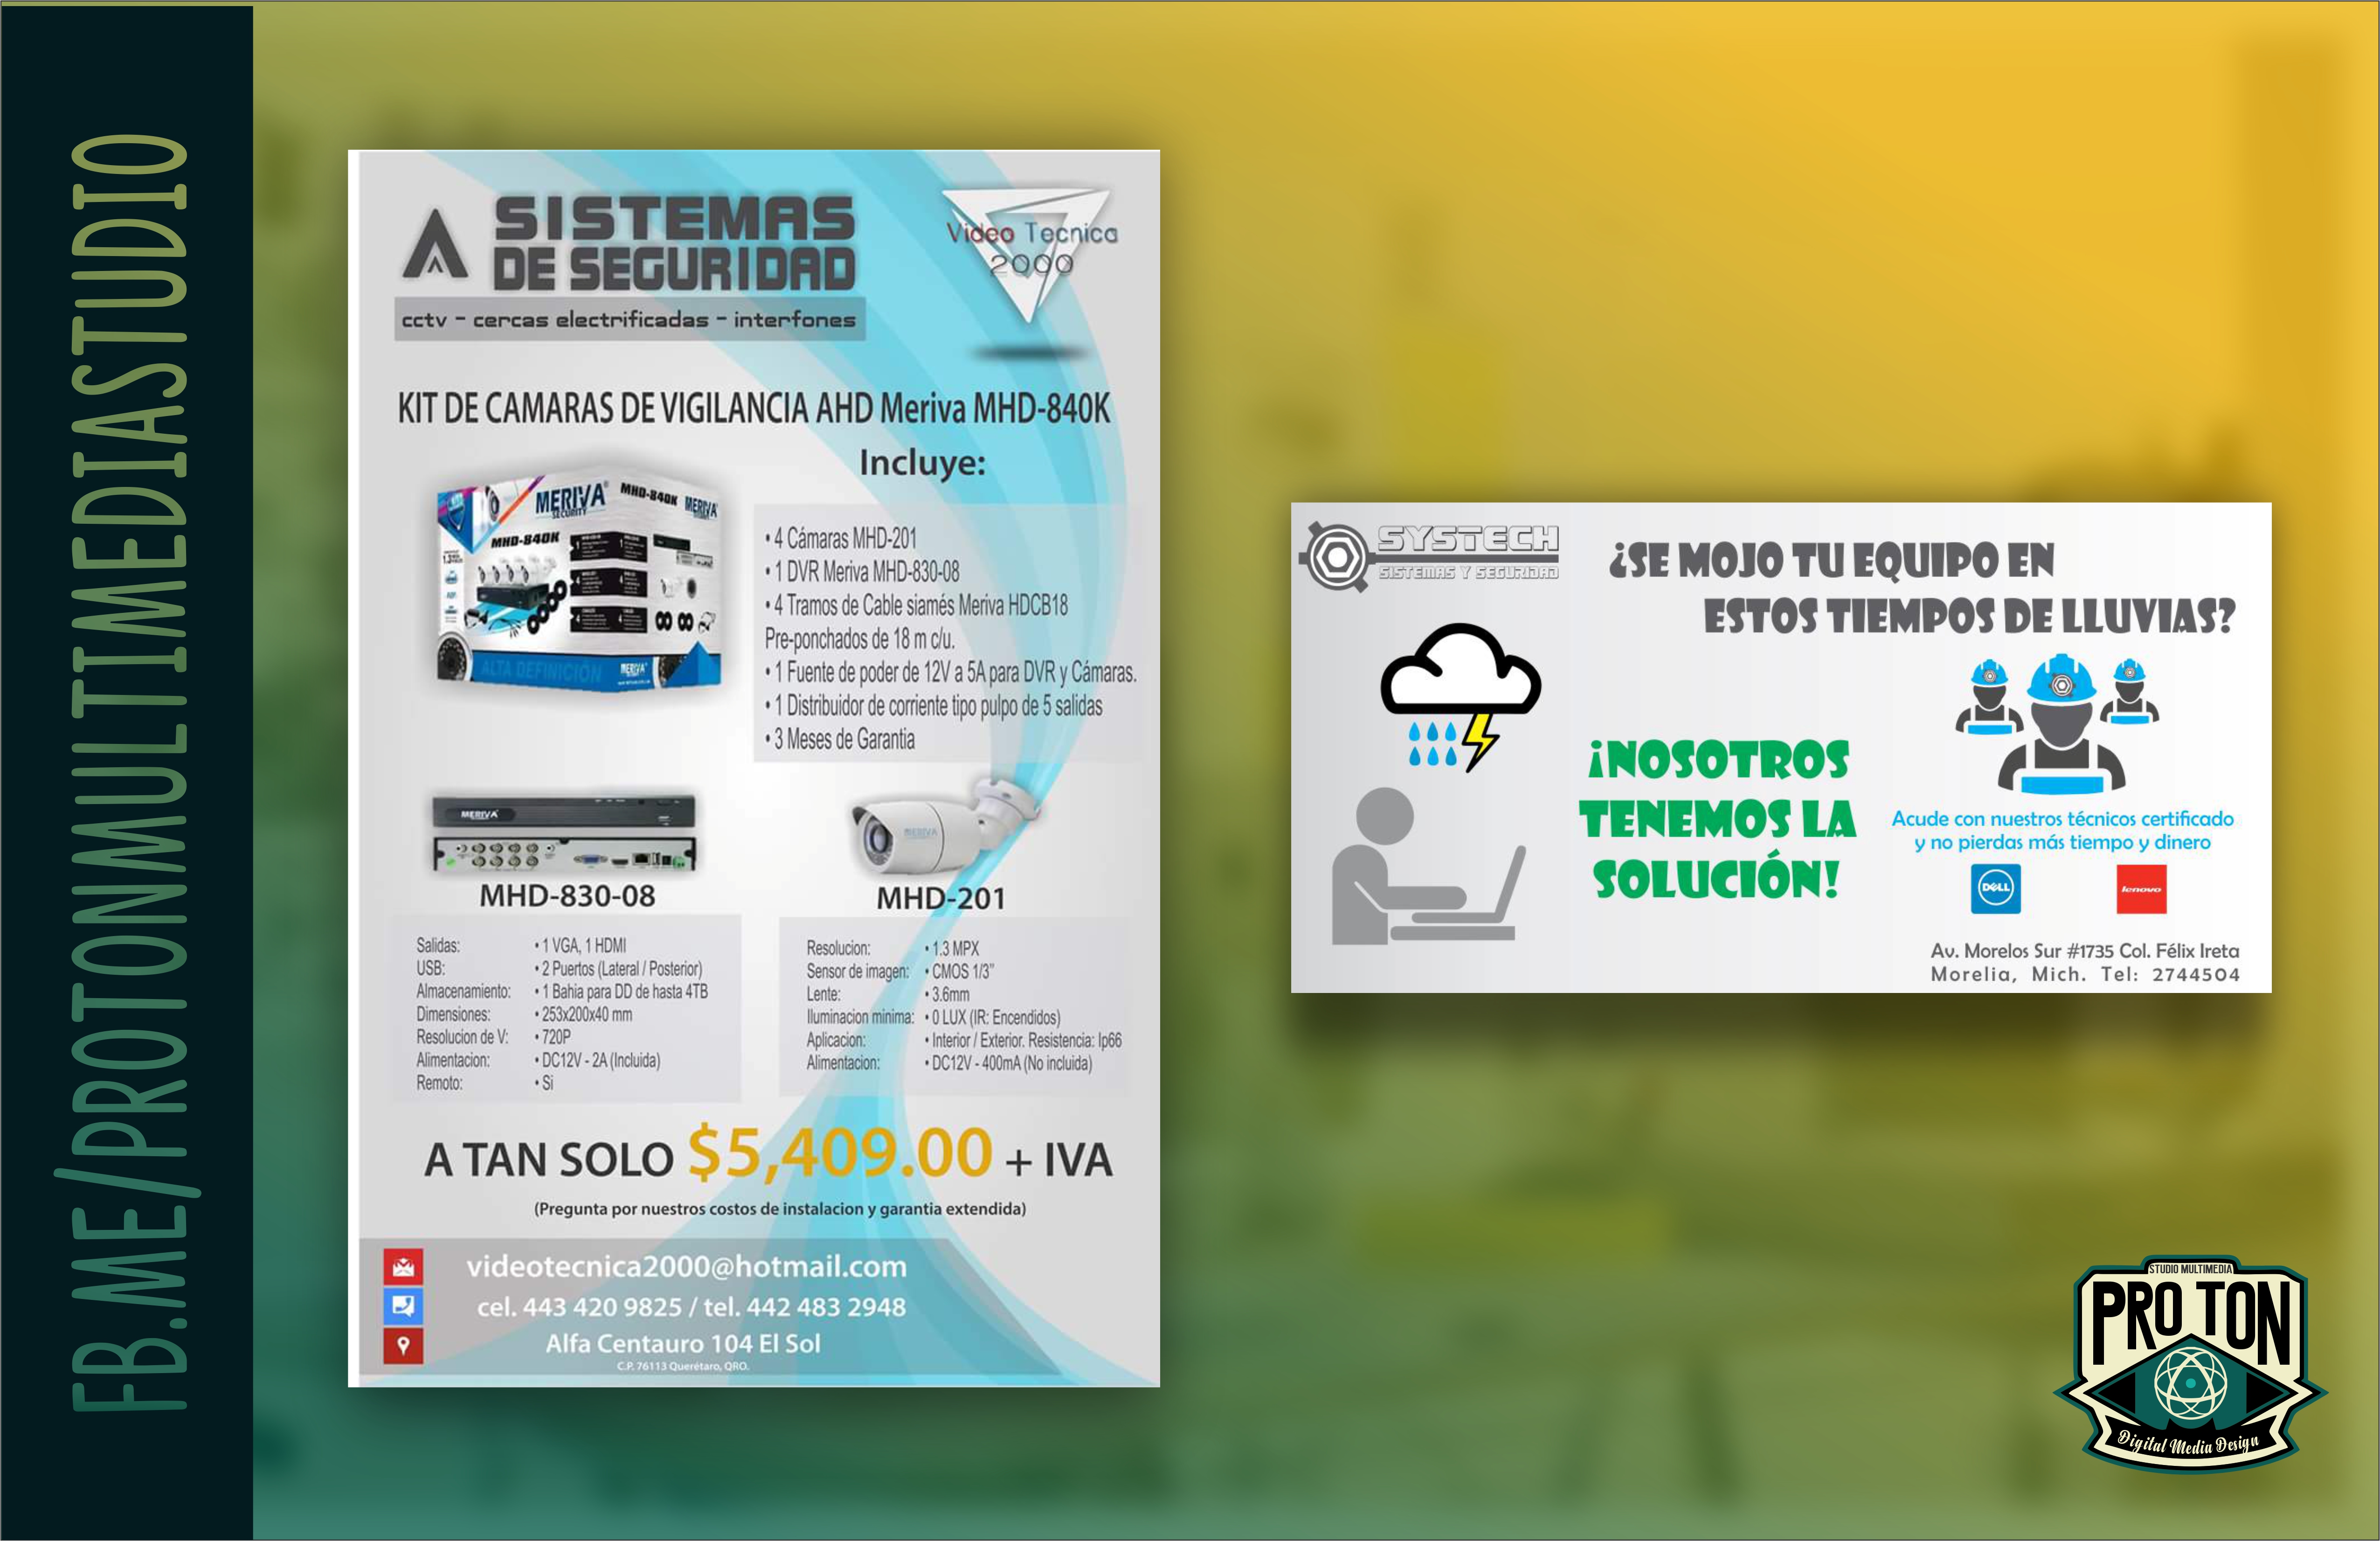 FB.ME/PROTONMULTIMEDIASTUDIO
SISTEMAS
DE SEGURIDAD
cctv - cercas electrificadas - interfones
Video Tecnica
2000
KIT DE CAMARAS DE VIGILANCIA AHD Meriva MHD-840K
Incluye:
MERIVA
SECURITY
MHD-840K
MERIVA
MHD-840K
ALTA DEFINICIÓN
MERIVA
• 4 Cámaras MHD-201
• 1 DVR Meriva MHD-830-08
• 4 Tramos de Cable siamés Meriva HDCB18
Pre-ponchados de 18 m c/u.
• 1 Fuente de poder de 12V a 5A para DVR y Cámaras.
• 1 Distribuidor de corriente tipo pulpo de 5 salidas
• 3 Meses de Garantia
MERIVA
MERIVA
MHD-830-08
MHD-201
Salidas: • 1 VGA, 1 HDMI
USB: • 2 Puertos (Lateral / Posterior)
Almacenamiento: • 1 Bahia para DD de hasta 4TB
Dimensiones: • 253x200x40 mm
Resolucion de V: • 720P
Alimentacion: • DC12V - 2A (Incluida)
Remoto: • Si
Resolucion: • 1.3 MPX
Sensor de imagen: • CMOS 1/3"
Lente: • 3.6mm
Iluminacion minima: • 0 LUX (IR: Encendidos)
Aplicacion: • Interior / Exterior. Resistencia: Ip66
Alimentacion: • DC12V - 400mA (No incluida)
A TAN SOLO $5,409.00 + IVA
(Pregunta por nuestros costos de instalacion y garantia extendida)
videotecnica2000@hotmail.com
cel. 443 420 9825 / tel. 442 483 2948
Alfa Centauro 104 El Sol
C.P. 76113 Querétaro, QRO.
SYSTECH
SISTEMAS Y SEGURIDAD
¿SE MOJO TU EQUIPO EN
ESTOS TIEMPOS DE LLUVIAS?
¡NOSOTROS
TENEMOS LA
SOLUCIÓN!
Acude con nuestros técnicos certificado
y no pierdas más tiempo y dinero
DELL
lenovo
Av. Morelos Sur #1735 Col. Félix Ireta
Morelia, Mich. Tel: 2744504
STUDIO MULTIMEDIA
PROTON
Digital Media Design